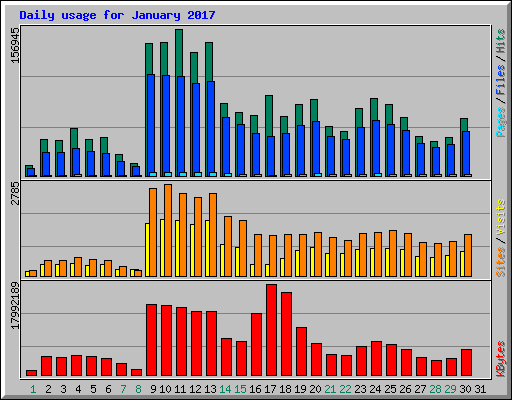 Daily usage for January 2017
156945
Pages / Files / Hits
2785
Sites / Visits
17992189
KBytes
1 2 3 4 5 6 7 8 9 10 11 12 13 14 15 16 17 18 19 20 21 22 23 24 25 26 27 28 29 30 31